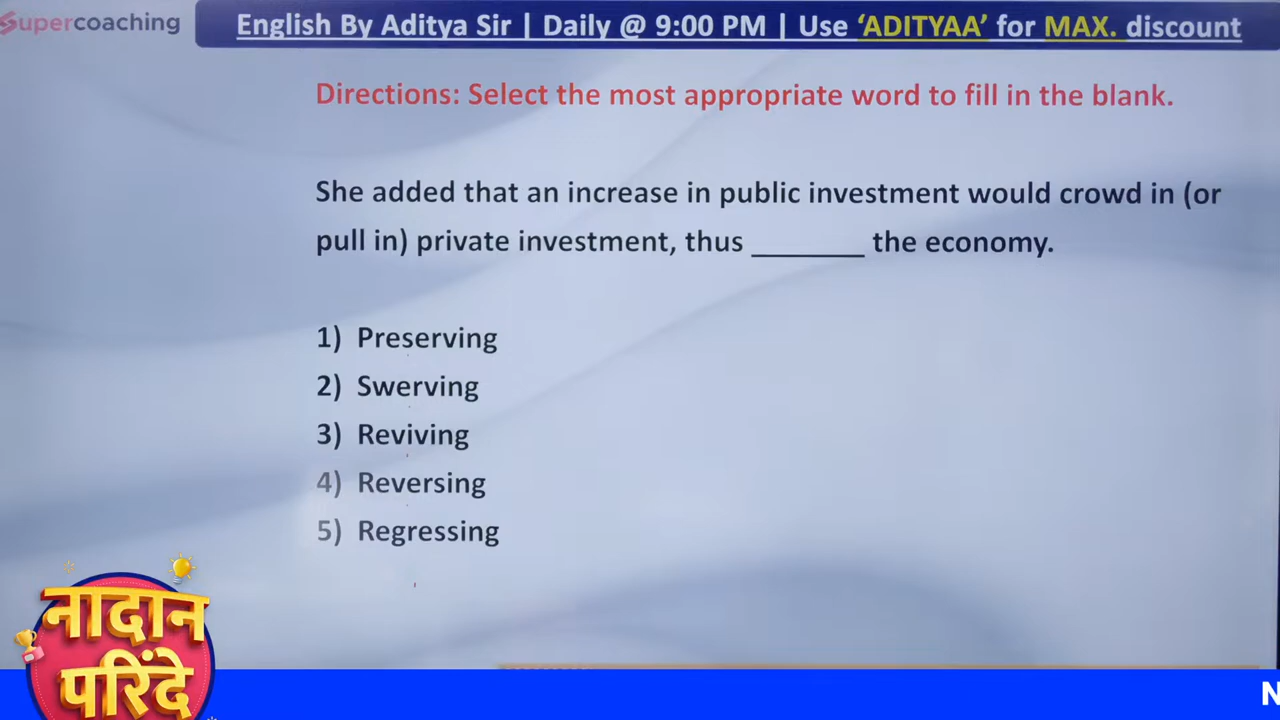 Supercoaching
English By Aditya Sir | Daily @ 9:00 PM | Use ‘ADITYAA’ for MAX. discount
Directions: Select the most appropriate word to fill in the blank.
She added that an increase in public investment would crowd in (or
pull in) private investment, thus _______ the economy.
1) Preserving
2) Swerving
3) Reviving
4) Reversing
5) Regressing
नादान
परिंदे
N